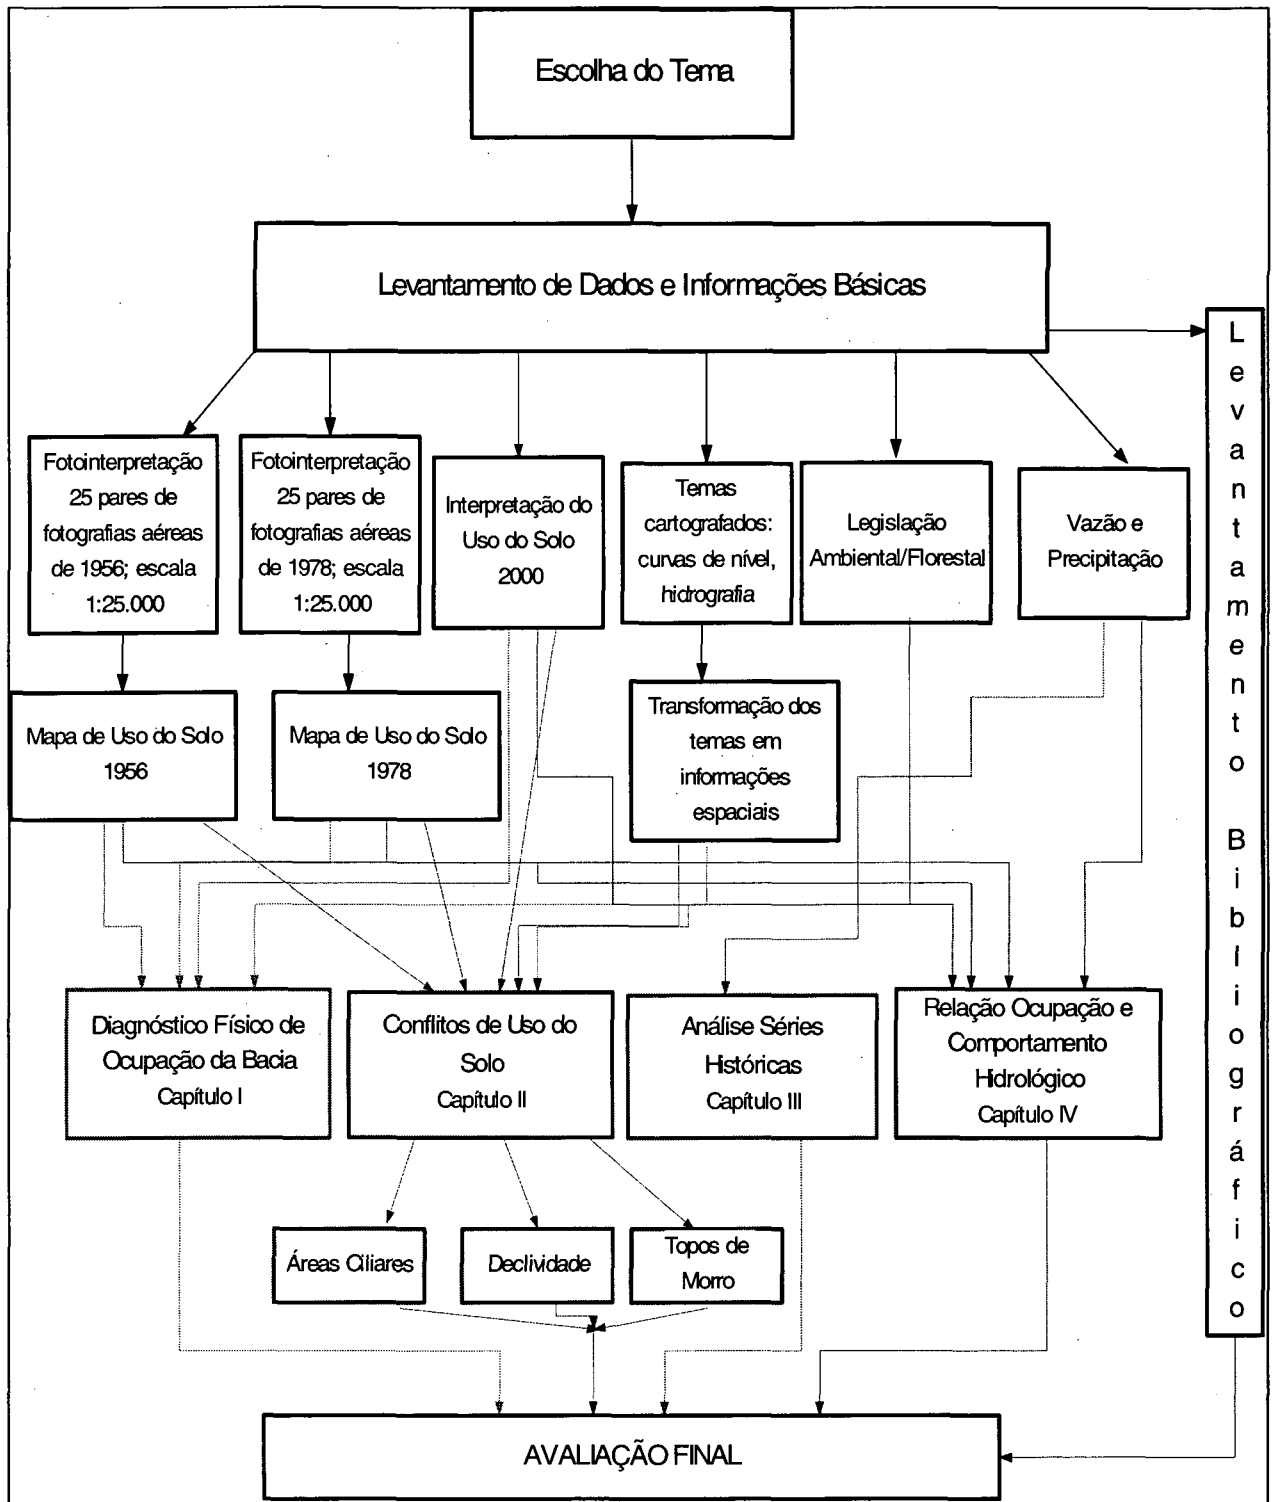 Escolha do Tema
Levantamento de Dados e Informações Básicas
Fotointerpretação
25 pares de
fotografias aéreas
de 1956; escala
1:25.000
Fotointerpretação
25 pares de
fotografias aéreas
de 1978; escala
1:25.000
Interpretação do
Uso do Solo
2000
Temas
cartografados:
curvas de nível,
hidrografia
Legislação
Ambiental/Florestal
Vazão e
Precipitação
Levantamento Bibliográfico
Mapa de Uso do Solo
1956
Mapa de Uso do Solo
1978
Transformação dos
temas em
informações
espaciais
Diagnóstico Físico de
Ocupação da Bacia
Capítulo I
Conflitos de Uso do
Solo
Capítulo II
Análise Séries
Históricas
Capítulo III
Relação Ocupação e
Comportamento
Hidrológico
Capítulo IV
Áreas Ciliares
Declividade
Topos de
Morro
AVALIAÇÃO FINAL